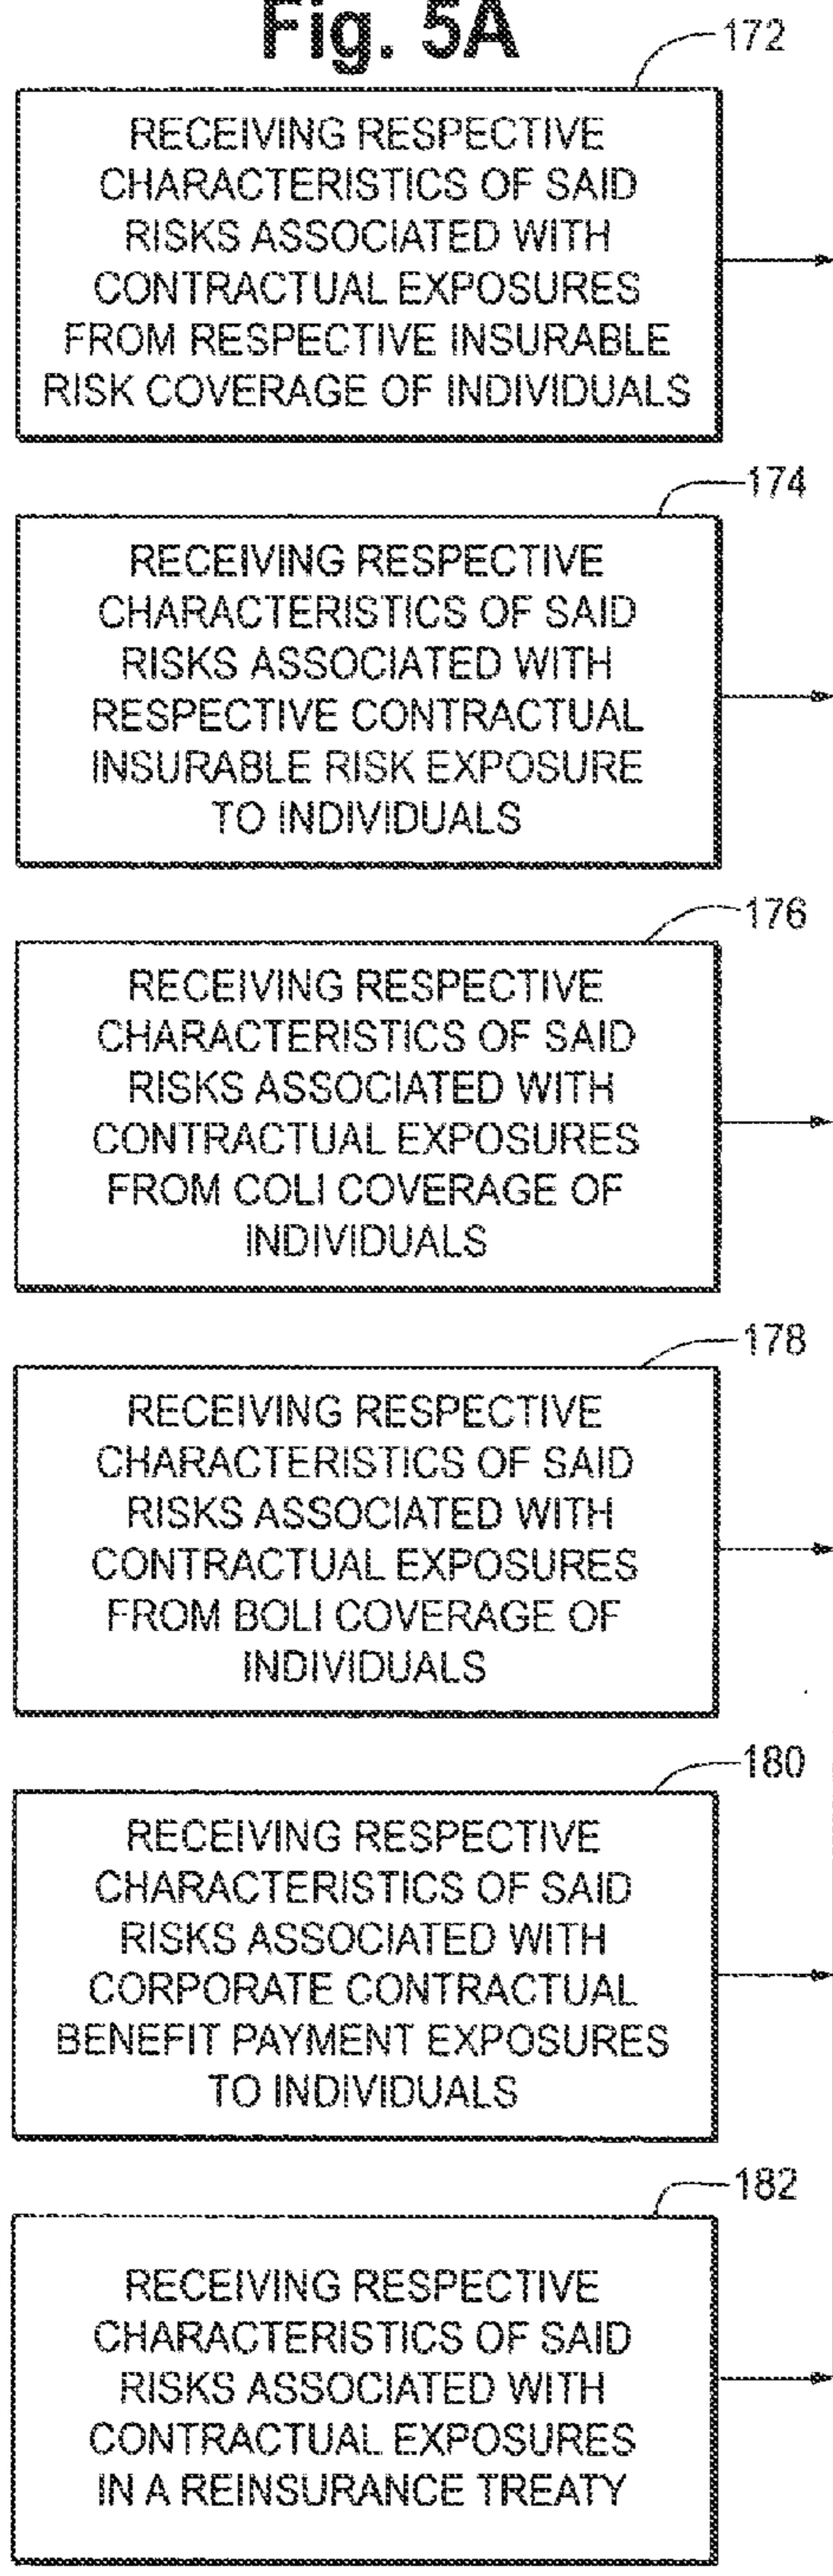 Fig. 5A
172
RECEIVING RESPECTIVE
CHARACTERISTICS OF SAID
RISKS ASSOCIATED WITH
CONTRACTUAL EXPOSURES
FROM RESPECTIVE INSURABLE
RISK COVERAGE OF INDIVIDUALS
174
RECEIVING RESPECTIVE
CHARACTERISTICS OF SAID
RISKS ASSOCIATED WITH
RESPECTIVE CONTRACTUAL
INSURABLE RISK EXPOSURE
TO INDIVIDUALS
176
RECEIVING RESPECTIVE
CHARACTERISTICS OF SAID
RISKS ASSOCIATED WITH
CONTRACTUAL EXPOSURES
FROM COLI COVERAGE OF
INDIVIDUALS
178
RECEIVING RESPECTIVE
CHARACTERISTICS OF SAID
RISKS ASSOCIATED WITH
CONTRACTUAL EXPOSURES
FROM BOLI COVERAGE OF
INDIVIDUALS
180
RECEIVING RESPECTIVE
CHARACTERISTICS OF SAID
RISKS ASSOCIATED WITH
CORPORATE CONTRACTUAL
BENEFIT PAYMENT EXPOSURES
TO INDIVIDUALS
182
RECEIVING RESPECTIVE
CHARACTERISTICS OF SAID
RISKS ASSOCIATED WITH
CONTRACTUAL EXPOSURES
IN A REINSURANCE TREATY